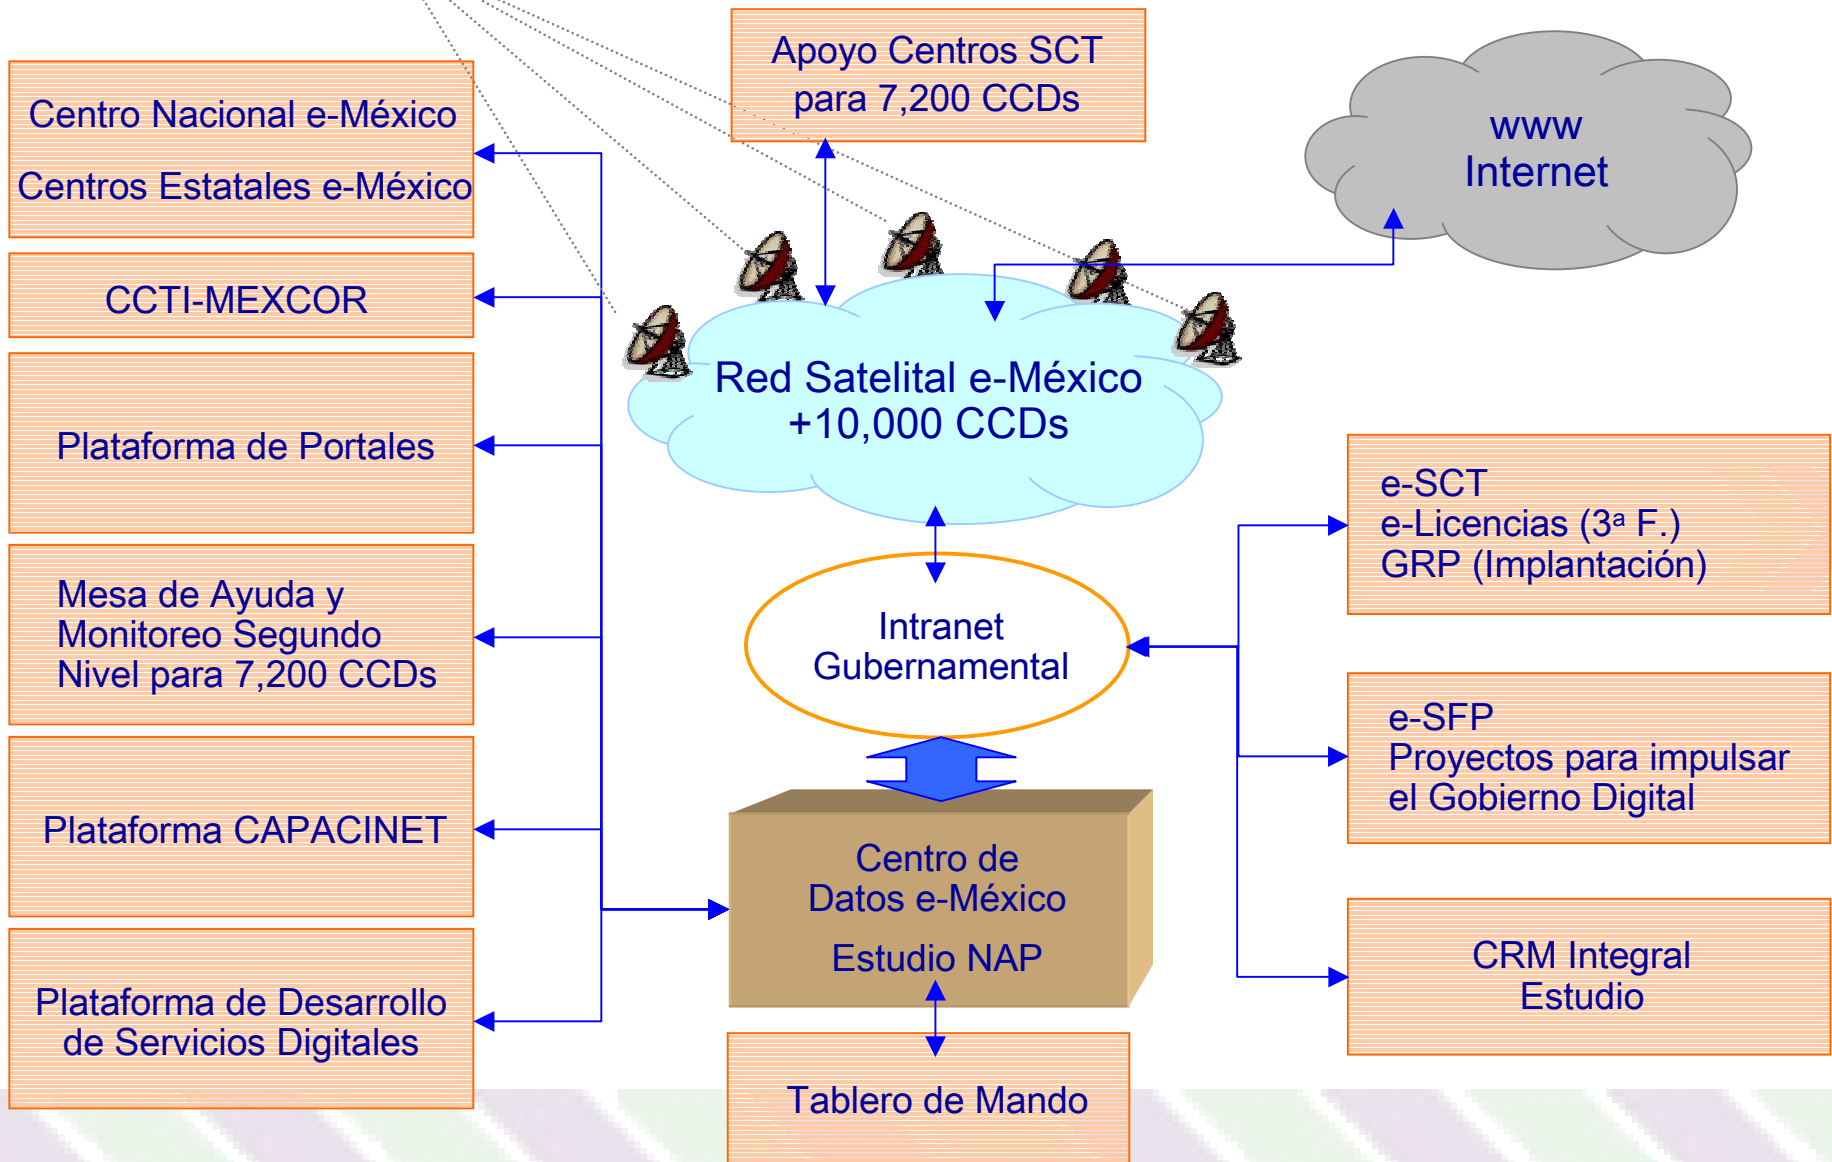 Apoyo Centros SCT
para 7,200 CCDs
www
Internet
Centro Nacional e-México
Centros Estatales e-México
CCTI-MEXCOR
Plataforma de Portales
Mesa de Ayuda y
Monitoreo Segundo
Nivel para 7,200 CCDs
Plataforma CAPACINET
Plataforma de Desarrollo
de Servicios Digitales
Red Satelital e-México
+10,000 CCDs
Intranet
Gubernamental
Centro de
Datos e-México
Estudio NAP
Tablero de Mando
e-SCT
e-Licencias (3ª F.)
GRP (Implantación)
e-SFP
Proyectos para impulsar
el Gobierno Digital
CRM Integral
Estudio